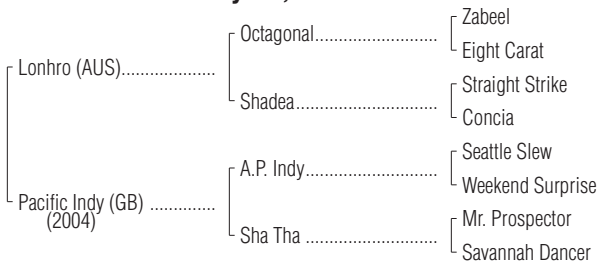 Zabeel
Octagonal
Eight Carat
Lonhro (AUS)
Straight Strike
Shadea
Concia
Seattle Slew
A.P. Indy
Weekend Surprise
Pacific Indy (GB)
(2004)
Mr. Prospector
Sha Tha
Savannah Dancer